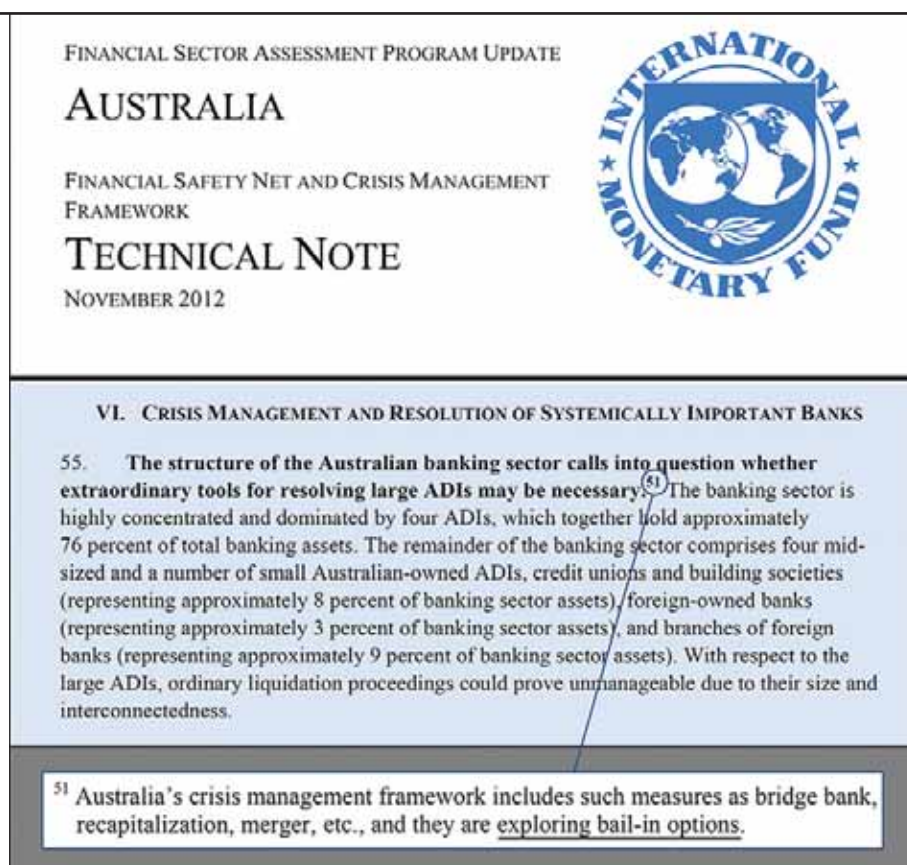 FINANCIAL SECTOR ASSESSMENT PROGRAM UPDATE
AUSTRALIA
FINANCIAL SAFETY NET AND CRISIS MANAGEMENT
FRAMEWORK
TECHNICAL NOTE
NOVEMBER 2012
INTERNATIONAL MONETARY FUND
VI. CRISIS MANAGEMENT AND RESOLUTION OF SYSTEMICALLY IMPORTANT BANKS
55. The structure of the Australian banking sector calls into question whether
extraordinary tools for resolving large ADIs may be necessary.51 The banking sector is
highly concentrated and dominated by four ADIs, which together hold approximately
76 percent of total banking assets. The remainder of the banking sector comprises four mid-
sized and a number of small Australian-owned ADIs, credit unions and building societies
(representing approximately 8 percent of banking sector assets), foreign-owned banks
(representing approximately 3 percent of banking sector assets), and branches of foreign
banks (representing approximately 9 percent of banking sector assets). With respect to the
large ADIs, ordinary liquidation proceedings could prove unmanageable due to their size and
interconnectedness.
51 Australia's crisis management framework includes such measures as bridge bank,
recapitalization, merger, etc., and they are exploring bail-in options.